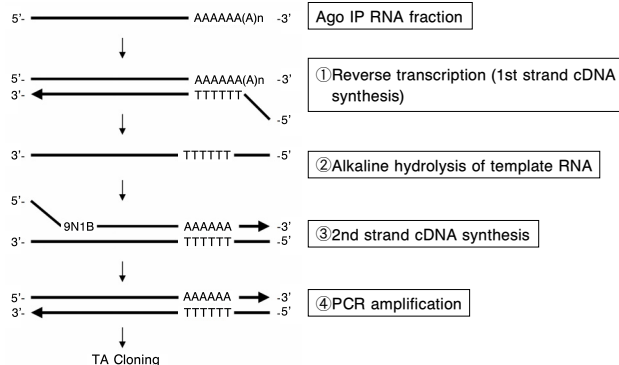 5'- AAAAAA(A)n -3'
Ago IP RNA fraction
5'- AAAAAA(A)n -3'
3'- TTTTTT
-5'
①Reverse transcription (1st strand cDNA
synthesis)
3'- TTTTTT -5'
②Alkaline hydrolysis of template RNA
5'-
9N1B AAAAAA -3'
3'- TTTTTT -5'
③2nd strand cDNA synthesis
5'- AAAAAA -3'
3'- TTTTTT -5'
④PCR amplification
TA Cloning